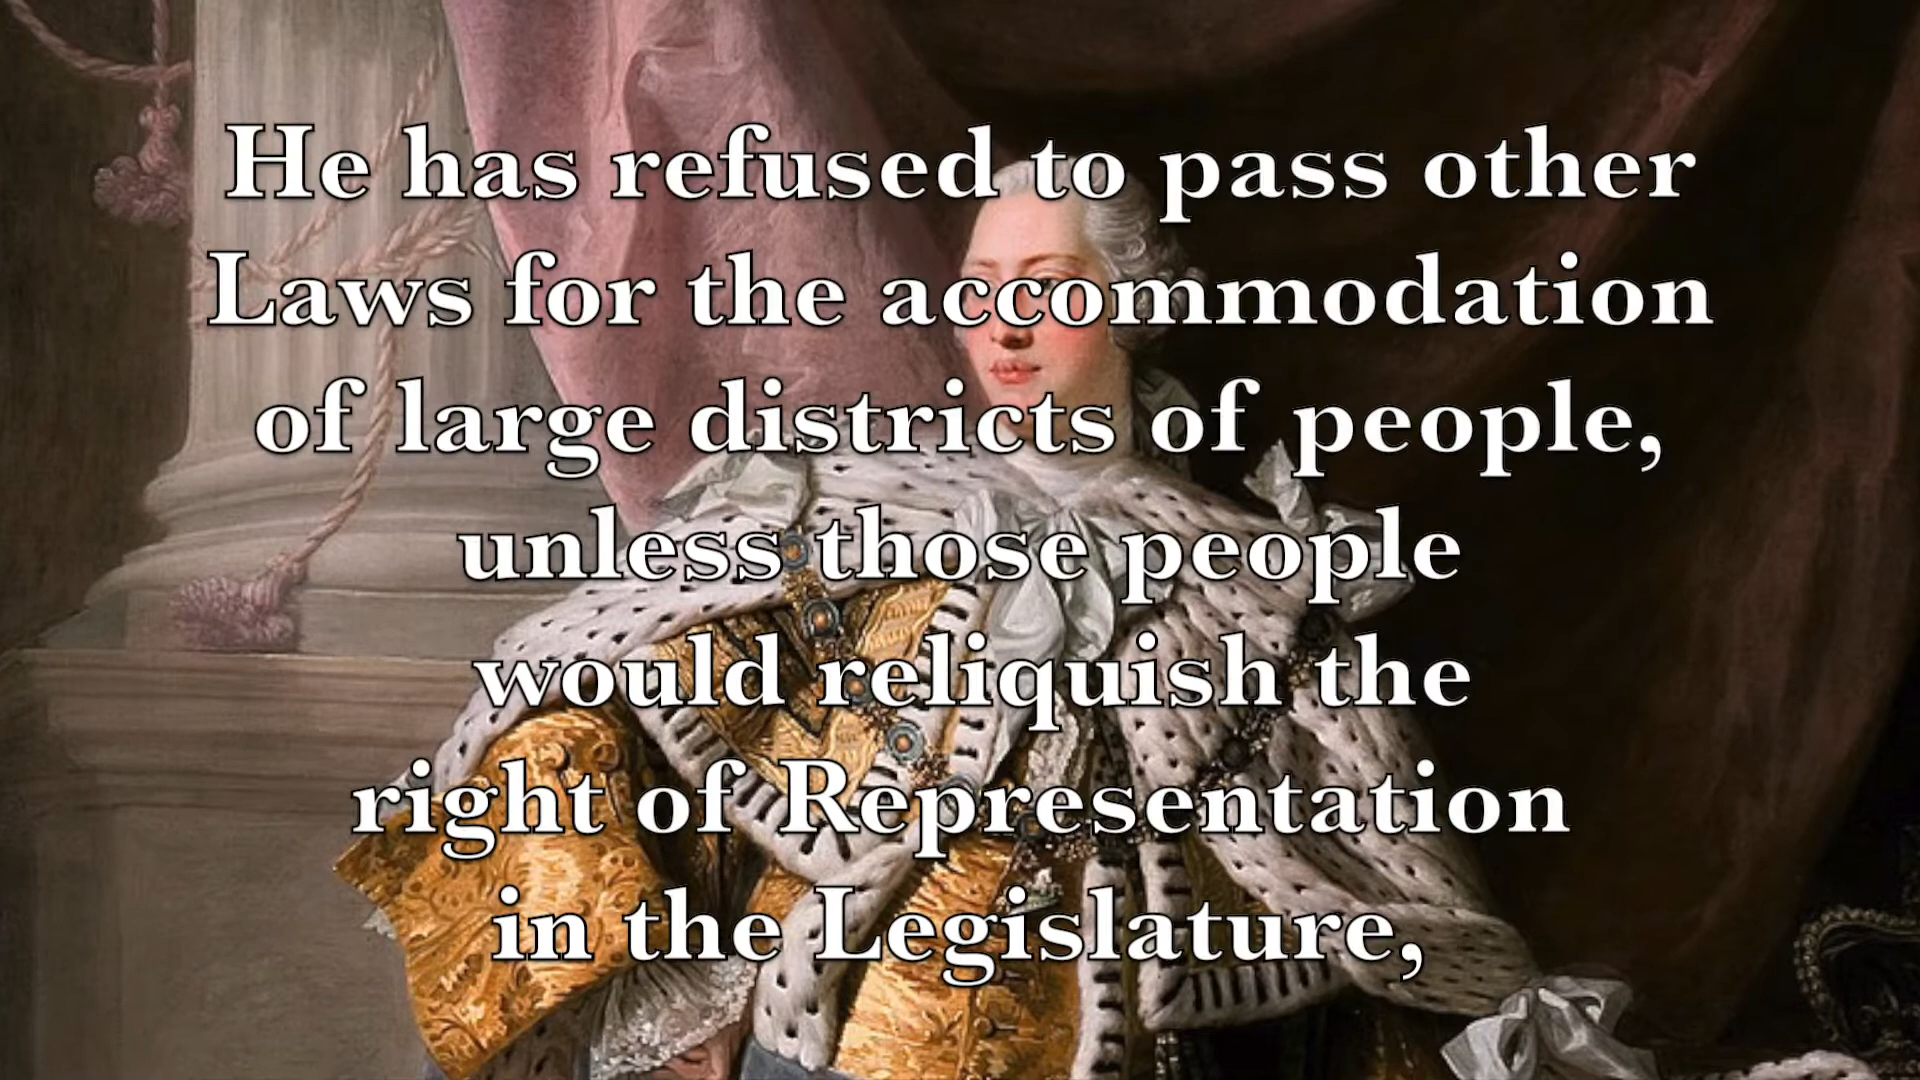 He has refused to pass other
Laws for the accommodation
of large districts of people,
unless those people
would reliquish the
right of Representation
in the Legislature,